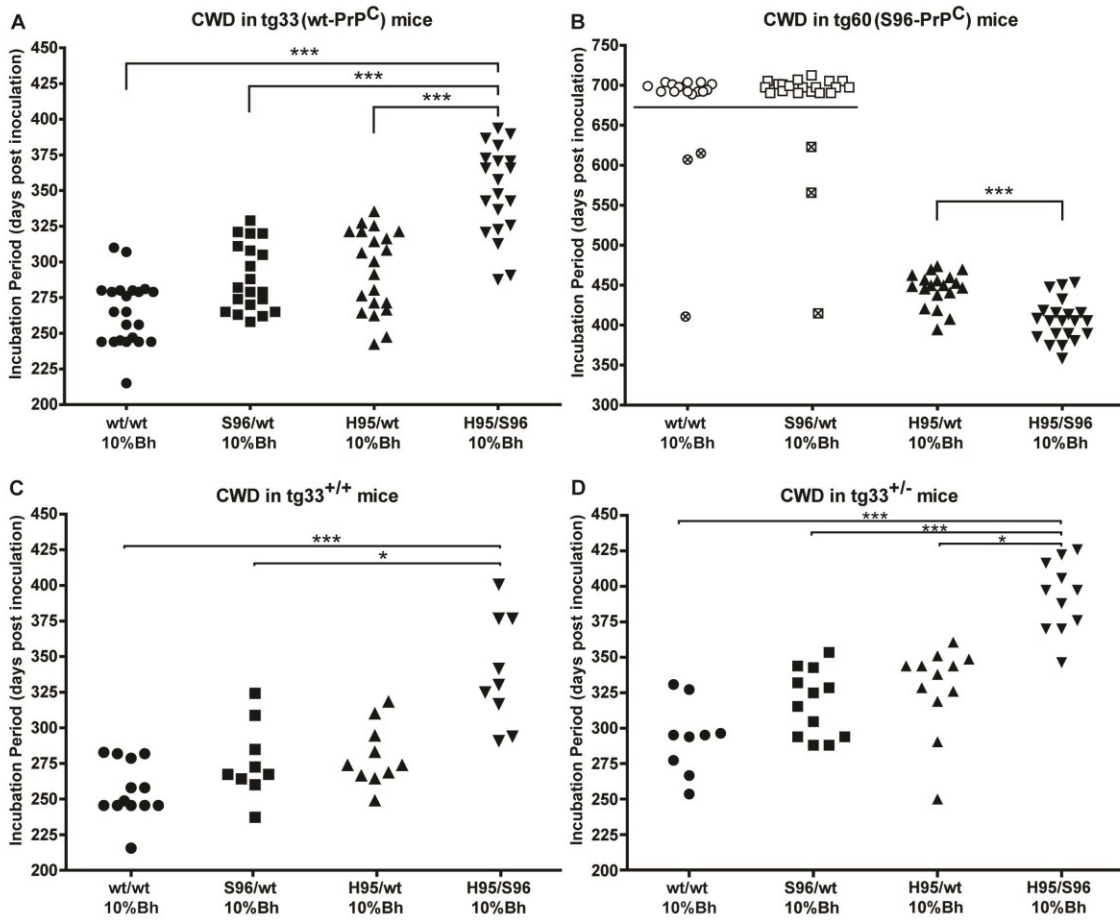 A
CWD in tg33 (wt-PrPC) mice
Incubation Period (days post inoculation)
450
425
400
375
350
325
300
275
250
225
200
***
***
***
wt/wt
10%Bh
S96/wt
10%Bh
H95/wt
10%Bh
H95/S96
10%Bh
B
CWD in tg60 (S96-PrPC) mice
Incubation Period (days post inoculation)
750
700
650
600
550
500
450
400
350
300
***
wt/wt
10%Bh
S96/wt
10%Bh
H95/wt
10%Bh
H95/S96
10%Bh
C
CWD in tg33+/+ mice
Incubation Period (days post inoculation)
450
425
400
375
350
325
300
275
250
225
200
***
*
wt/wt
10%Bh
S96/wt
10%Bh
H95/wt
10%Bh
H95/S96
10%Bh
D
CWD in tg33+/- mice
Incubation Period (days post inoculation)
450
425
400
375
350
325
300
275
250
225
200
***
***
*
wt/wt
10%Bh
S96/wt
10%Bh
H95/wt
10%Bh
H95/S96
10%Bh